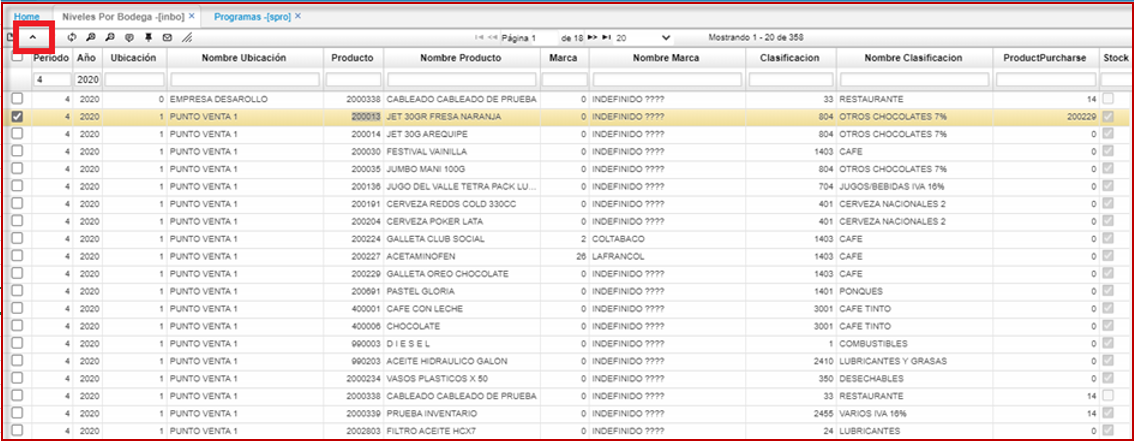 Home Niveles Por Bodega -[inbo] × Programas -[spro] ×
Página 1 de 18 20 Mostrando 1 - 20 de 358
Periodo Año Ubicación Nombre Ubicación Producto Nombre Producto Marca Nombre Marca Clasificacion Nombre Clasificacion ProductPurcharse Stock
4 2020
4 2020 0 EMPRESA DESAROLLO 2000338 CABLEADO CABLEADO DE PRUEBA 0 INDEFINIDO ???? 33 RESTAURANTE 14
4 2020 1 PUNTO VENTA 1 200013 JET 30GR FRESA NARANJA 0 INDEFINIDO ???? 804 OTROS CHOCOLATES 7% 200229
4 2020 1 PUNTO VENTA 1 200014 JET 30G AREQUIPE 0 INDEFINIDO ???? 804 OTROS CHOCOLATES 7% 0
4 2020 1 PUNTO VENTA 1 200030 FESTIVAL VAINILLA 0 INDEFINIDO ???? 1403 CAFE 0
4 2020 1 PUNTO VENTA 1 200035 JUMBO MANI 100G 0 INDEFINIDO ???? 804 OTROS CHOCOLATES 7% 0
4 2020 1 PUNTO VENTA 1 200136 JUGO DEL VALLE TETRA PACK LU... 0 INDEFINIDO ???? 704 JUGOS/BEBIDAS IVA 16% 0
4 2020 1 PUNTO VENTA 1 200191 CERVEZA REDDS COLD 330CC 0 INDEFINIDO ???? 401 CERVEZA NACIONALES 2 0
4 2020 1 PUNTO VENTA 1 200204 CERVEZA POKER LATA 0 INDEFINIDO ???? 401 CERVEZA NACIONALES 2 0
4 2020 1 PUNTO VENTA 1 200224 GALLETA CLUB SOCIAL 2 COLTABACO 1403 CAFE 0
4 2020 1 PUNTO VENTA 1 200227 ACETAMINOFEN 26 LAFRANCOL 1403 CAFE 0
4 2020 1 PUNTO VENTA 1 200229 GALLETA OREO CHOCOLATE 0 INDEFINIDO ???? 1403 CAFE 0
4 2020 1 PUNTO VENTA 1 200691 PASTEL GLORIA 0 INDEFINIDO ???? 1401 PONQUES 0
4 2020 1 PUNTO VENTA 1 400001 CAFE CON LECHE 0 INDEFINIDO ???? 3001 CAFE TINTO 0
4 2020 1 PUNTO VENTA 1 400006 CHOCOLATE 0 INDEFINIDO ???? 3001 CAFE TINTO 0
4 2020 1 PUNTO VENTA 1 990003 D I E S E L 0 INDEFINIDO ???? 1 COMBUSTIBLES 0
4 2020 1 PUNTO VENTA 1 990203 ACEITE HIDRAULICO GALON 0 INDEFINIDO ???? 2410 LUBRICANTES Y GRASAS 0
4 2020 1 PUNTO VENTA 1 2000234 VASOS PLASTICOS X 50 0 INDEFINIDO ???? 350 DESECHABLES 0
4 2020 1 PUNTO VENTA 1 2000338 CABLEADO CABLEADO DE PRUEBA 0 INDEFINIDO ???? 33 RESTAURANTE 14
4 2020 1 PUNTO VENTA 1 2000339 PRUEBA INVENTARIO 0 INDEFINIDO ???? 2455 VARIOS IVA 16% 14
4 2020 1 PUNTO VENTA 1 2002803 FILTRO ACEITE HCX7 0 INDEFINIDO ???? 24 LUBRICANTES 0